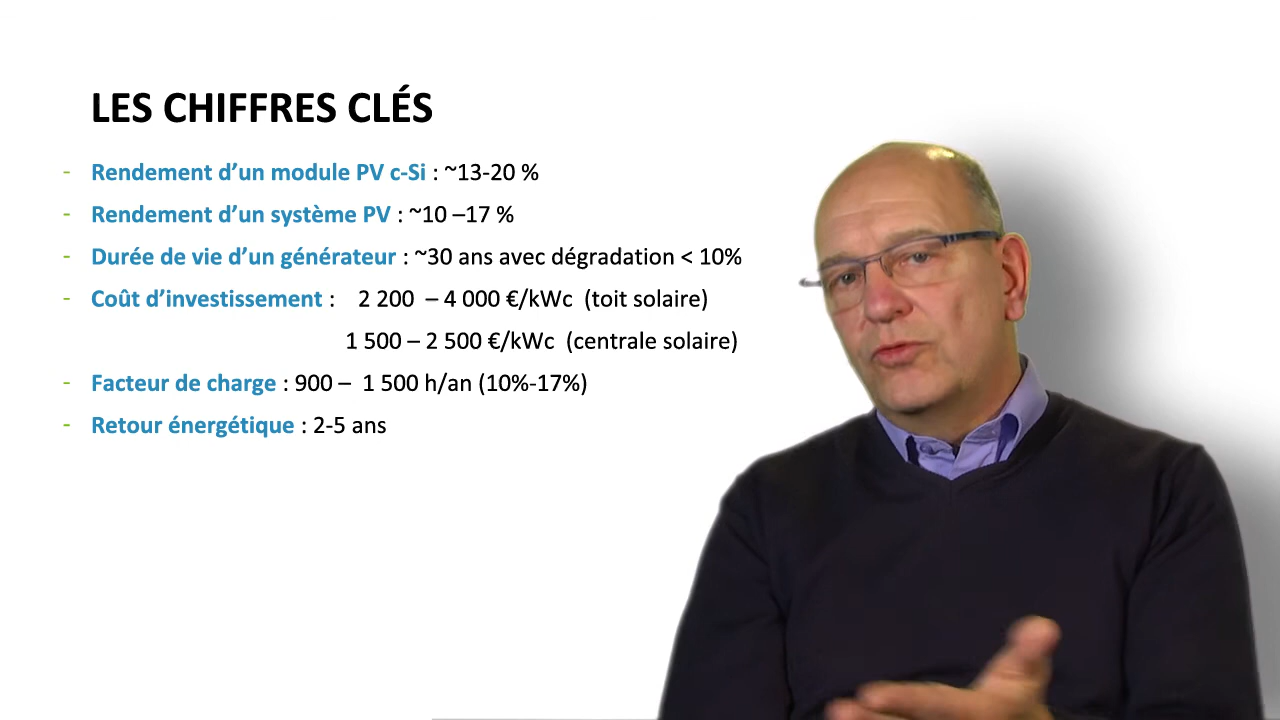 LES CHIFFRES CLÉS
- Rendement d’un module PV c-Si : ~13-20 %
- Rendement d’un système PV : ~10 –17 %
- Durée de vie d’un générateur : ~30 ans avec dégradation < 10%
- Coût d’investissement : 2 200 – 4 000 €/kWc (toit solaire)
1 500 – 2 500 €/kWc (centrale solaire)
- Facteur de charge : 900 – 1 500 h/an (10%-17%)
- Retour énergétique : 2-5 ans